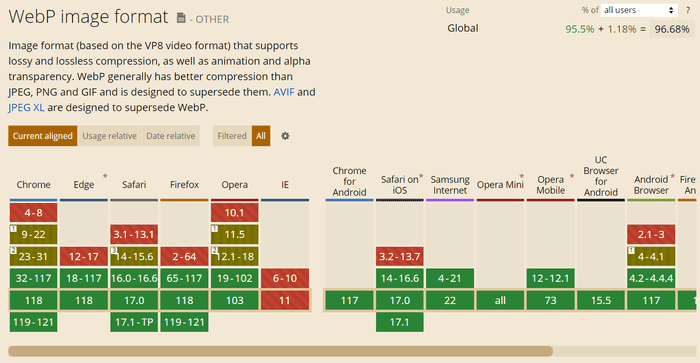 WebP image format - OTHER
Usage % of all users ?
Global 95.5% + 1.18% = 96.68%
Image format (based on the VP8 video format) that supports
lossy and lossless compression, as well as animation and alpha
transparency. WebP generally has better compression than
JPEG, PNG and GIF and is designed to supersede them. AVIF and
JPEG XL are designed to supersede WebP.
Current aligned Usage relative Date relative Filtered All
Chrome Edge * Safari Firefox Opera IE Chrome for Android Safari on iOS * Samsung Internet Opera Mini * Opera Mobile * UC Browser for Android Android Browser *
4-8 10.1
1 9-22 3.1-13.1 1 11.5 2.1-3
2 23-31 12-17 3 14-15.6 2-64 2 12.1-18 3.2-13.7 1 4-4.1
32-117 18-117 16.0-16.6 65-117 19-102 6-10 14-16.6 4-21 12-12.1 4.2-4.4.4
118 118 17.0 118 103 11 117 17.0 22 all 73 15.5 117
119-121 17.1-TP 119-121 17.1